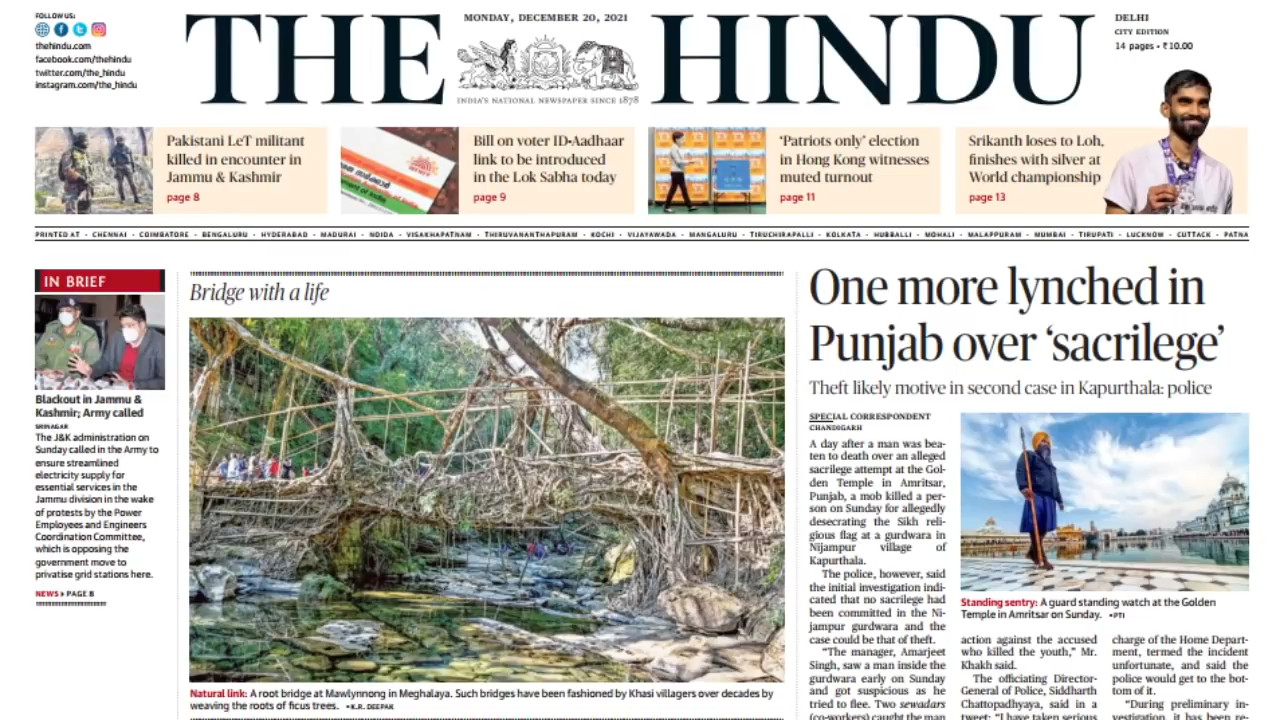 FOLLOW US:
thehindu.com
facebook.com/thehindu
twitter.com/the_hindu
instagram.com/the_hindu
THE HINDU
MONDAY, DECEMBER 20, 2021
INDIA'S NATIONAL NEWSPAPER SINCE 1878
DELHI
CITY EDITION
14 pages • ₹10.00
Pakistani LeT militant
killed in encounter in
Jammu & Kashmir
page 8
Bill on voter ID-Aadhaar
link to be introduced
in the Lok Sabha today
page 9
‘Patriots only’ election
in Hong Kong witnesses
muted turnout
page 11
Srikanth loses to Loh,
finishes with silver at
World championship
page 13
PRINTED AT • CHENNAI • COIMBATORE • BENGALURU • HYDERABAD • MADURAI • NOIDA • VISAKHAPATNAM • THIRUVANANTHAPURAM • KOCHI • VIJAYAWADA • MANGALURU • TIRUCHIRAPALLI • KOLKATA • HUBBALLI • MOHALI • MALAPPURAM • MUMBAI • TIRUPATI • LUCKNOW • CUTTACK • PATNA
IN BRIEF
Blackout in Jammu &
Kashmir; Army called
SRINAGAR
The J&K administration on
Sunday called in the Army to
ensure streamlined
electricity supply for
essential services in the
Jammu division in the wake
of protests by the Power
Employees and Engineers
Coordination Committee,
which is opposing the
government move to
privatise grid stations here.
NEWS › PAGE 8
Bridge with a life
Natural link: A root bridge at Mawlynnong in Meghalaya. Such bridges have been fashioned by Khasi villagers over decades by
weaving the roots of ficus trees. • K.R. DEEPAK
One more lynched in
Punjab over ‘sacrilege’
Theft likely motive in second case in Kapurthala: police
SPECIAL CORRESPONDENT
CHANDIGARH
A day after a man was bea-
ten to death over an alleged
sacrilege attempt at the Gol-
den Temple in Amritsar,
Punjab, a mob killed a per-
son on Sunday for allegedly
desecrating the Sikh reli-
gious flag at a gurdwara in
Nijampur village of
Kapurthala.
The police, however, said
the initial investigation indi-
cated that no sacrilege had
been committed in the Ni-
jampur gurdwara and the
case could be that of theft.
“The manager, Amarjeet
Singh, saw a man inside the
gurdwara early on Sunday
and got suspicious as he
tried to flee. Two sewadars
(co-workers) caught the man
Standing sentry: A guard standing watch at the Golden
Temple in Amritsar on Sunday. • PTI
action against the accused
who killed the youth,” Mr.
Khakh said.
The officiating Director-
General of Police, Siddharth
Chattopadhyaya, said in a
tweet: “I have taken serious
charge of the Home Depart-
ment, termed the incident
unfortunate, and said the
police would get to the bot-
tom of it.
“During preliminary in-
vestigation, it has been re-